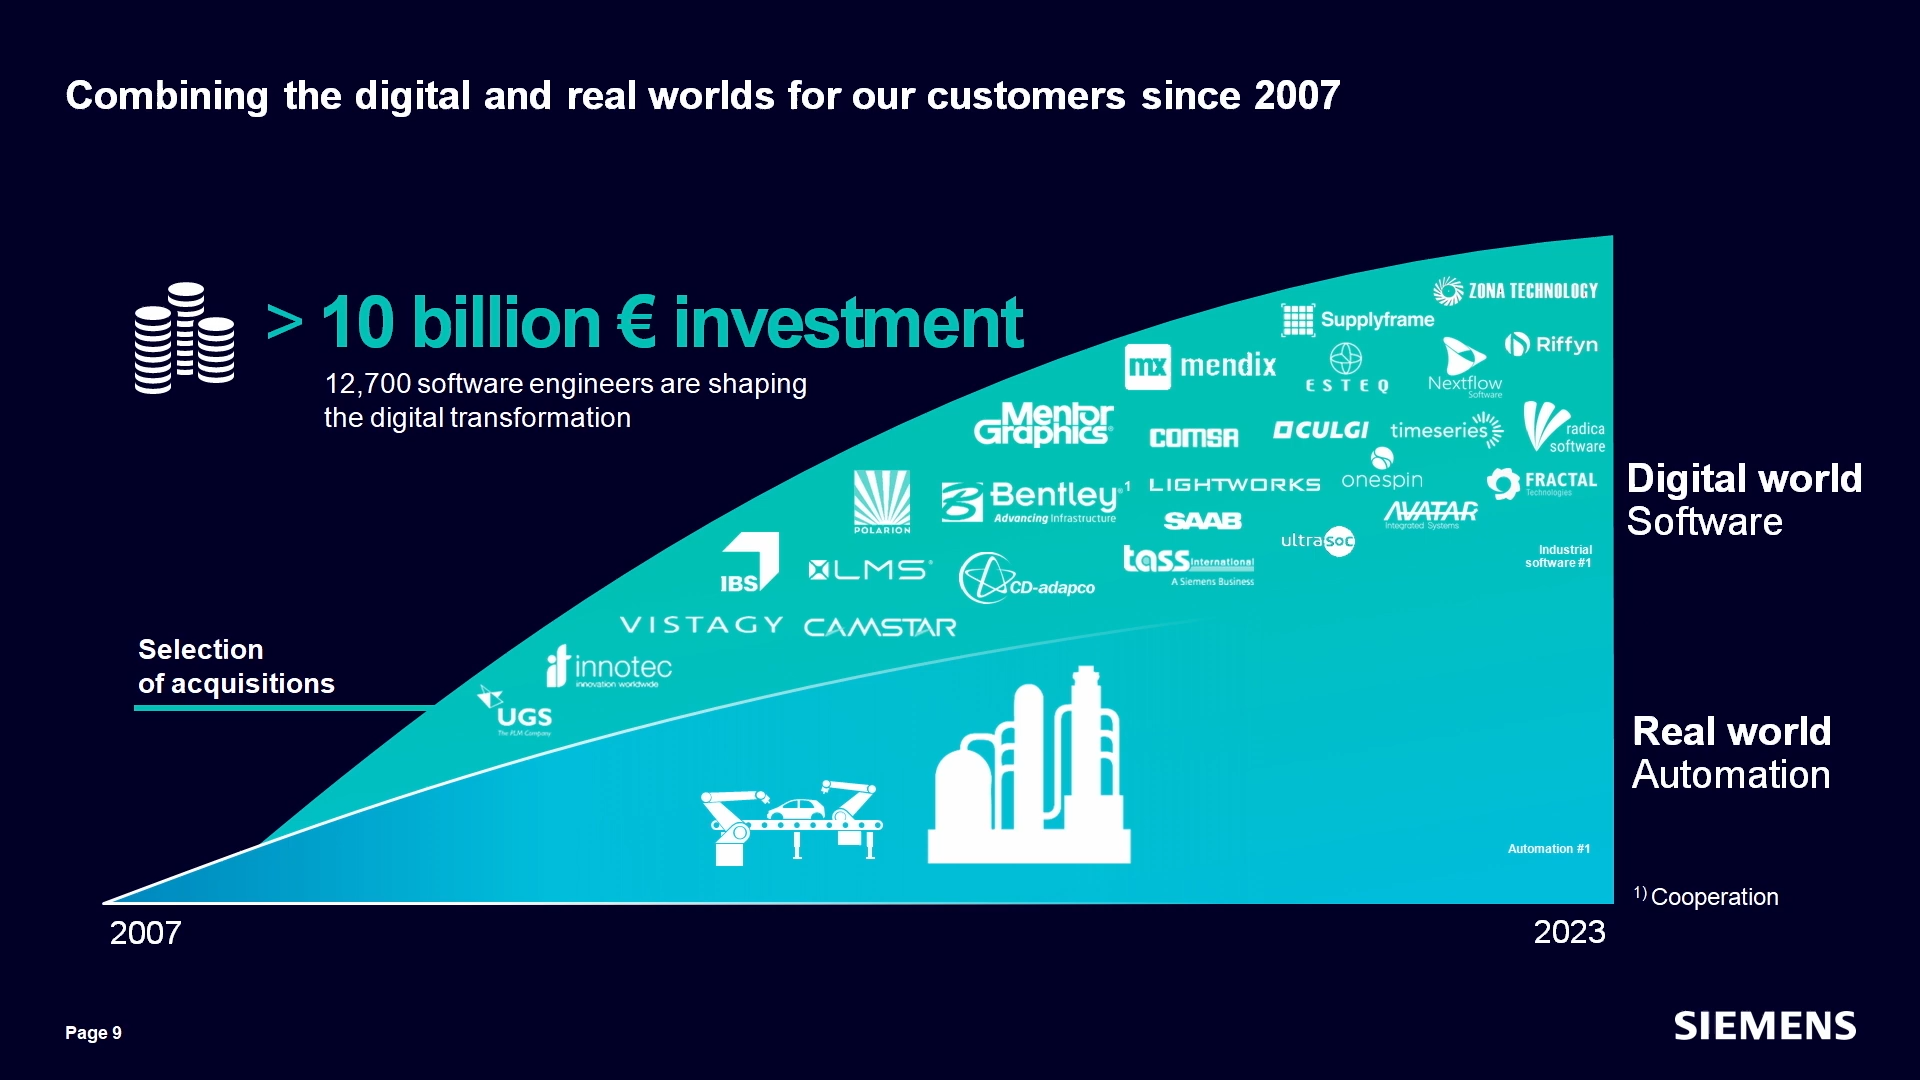 Combining the digital and real worlds for our customers since 2007
> 10 billion € investment
12,700 software engineers are shaping
the digital transformation
ZONA TECHNOLOGY
Supplyframe
Riffyn
mx mendix
ESTEQ
Nextflow
Software
Mentor
Graphics®
COMSA
CULGI
timeseries
radica
software
POLARION
Bentley® 1
Advancing Infrastructure
LIGHTWORKS
onespin
FRACTAL
Technologies
SAAB
AVATAR
Integrated Systems
ultrasoc
IBS
LMS®
CD-adapco
tass international
A Siemens Business
Industrial
software #1
Digital world
Software
VISTAGY
CAMSTAR
Selection
of acquisitions
it innotec
innovation worldwide
UGS
The PLM Company
Real world
Automation
Automation #1
1) Cooperation
2007
2023
Page 9
SIEMENS